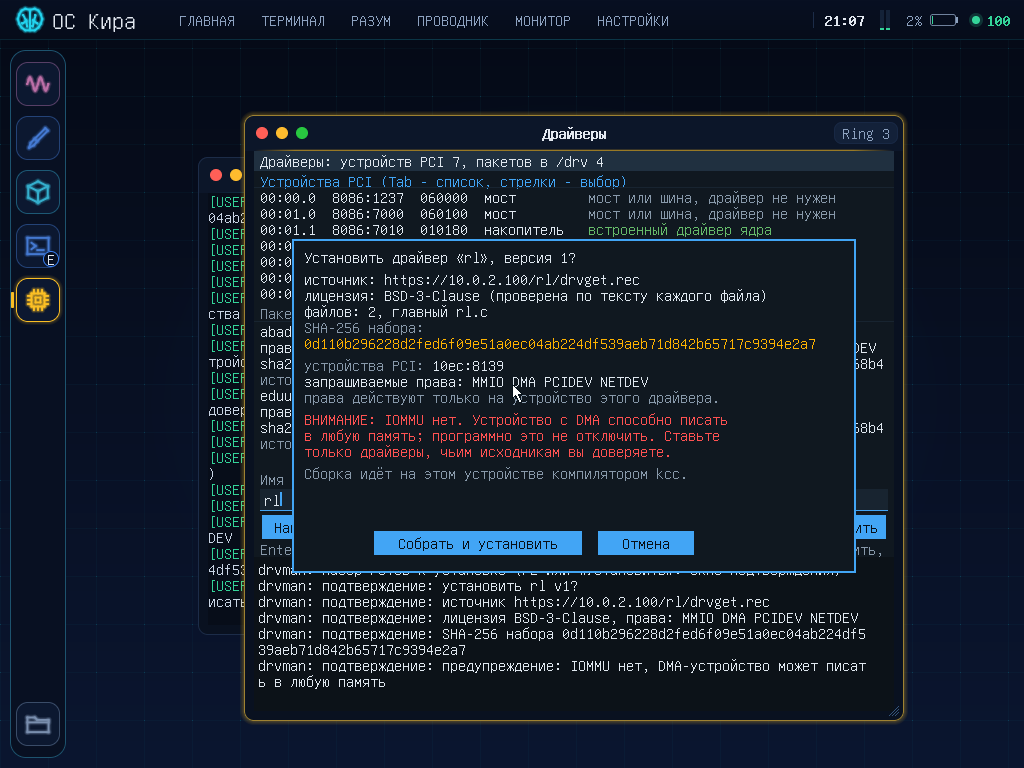 ОС Кира
ГЛАВНАЯ
ТЕРМИНАЛ
РАЗУМ
ПРОВОДНИК
МОНИТОР
НАСТРОЙКИ
21:07
2%
100
E
Драйверы
Ring 3
Драйверы: устройств PCI 7, пакетов в /drv 4
Устройства PCI (Tab - список, стрелки - выбор)
00:00.0 8086:1237 060000 мост мост или шина, драйвер не нужен
00:01.0 8086:7000 060100 мост мост или шина, драйвер не нужен
00:01.1 8086:7010 010180 накопитель встроенный драйвер ядра
Установить драйвер «rl», версия 1?
источник: https://10.0.2.100/rl/drvget.rec
лицензия: BSD-3-Clause (проверена по тексту каждого файла)
файлов: 2, главный rl.c
SHA-256 набора:
0d110b296228d2fed6f09e51a0ec04ab224df539aeb71d842b65717c9394e2a7
устройства PCI: 10ec:8139
запрашиваемые права: MMIO DMA PCIDEV NETDEV
права действуют только на устройство этого драйвера.
ВНИМАНИЕ: IOMMU нет. Устройство с DMA способно писать
в любую память; программно это не отключить. Ставьте
только драйверы, чьим исходникам вы доверяете.
Сборка идёт на этом устройстве компилятором kcc.
Собрать и установить
Отмена
Имя
rl
drvman: подтверждение: установить rl v1?
drvman: подтверждение: источник https://10.0.2.100/rl/drvget.rec
drvman: подтверждение: лицензия BSD-3-Clause, права: MMIO DMA PCIDEV NETDEV
drvman: подтверждение: SHA-256 набора 0d110b296228d2fed6f09e51a0ec04ab224df5
39aeb71d842b65717c9394e2a7
drvman: подтверждение: предупреждение: IOMMU нет, DMA-устройство может писат
ь в любую память